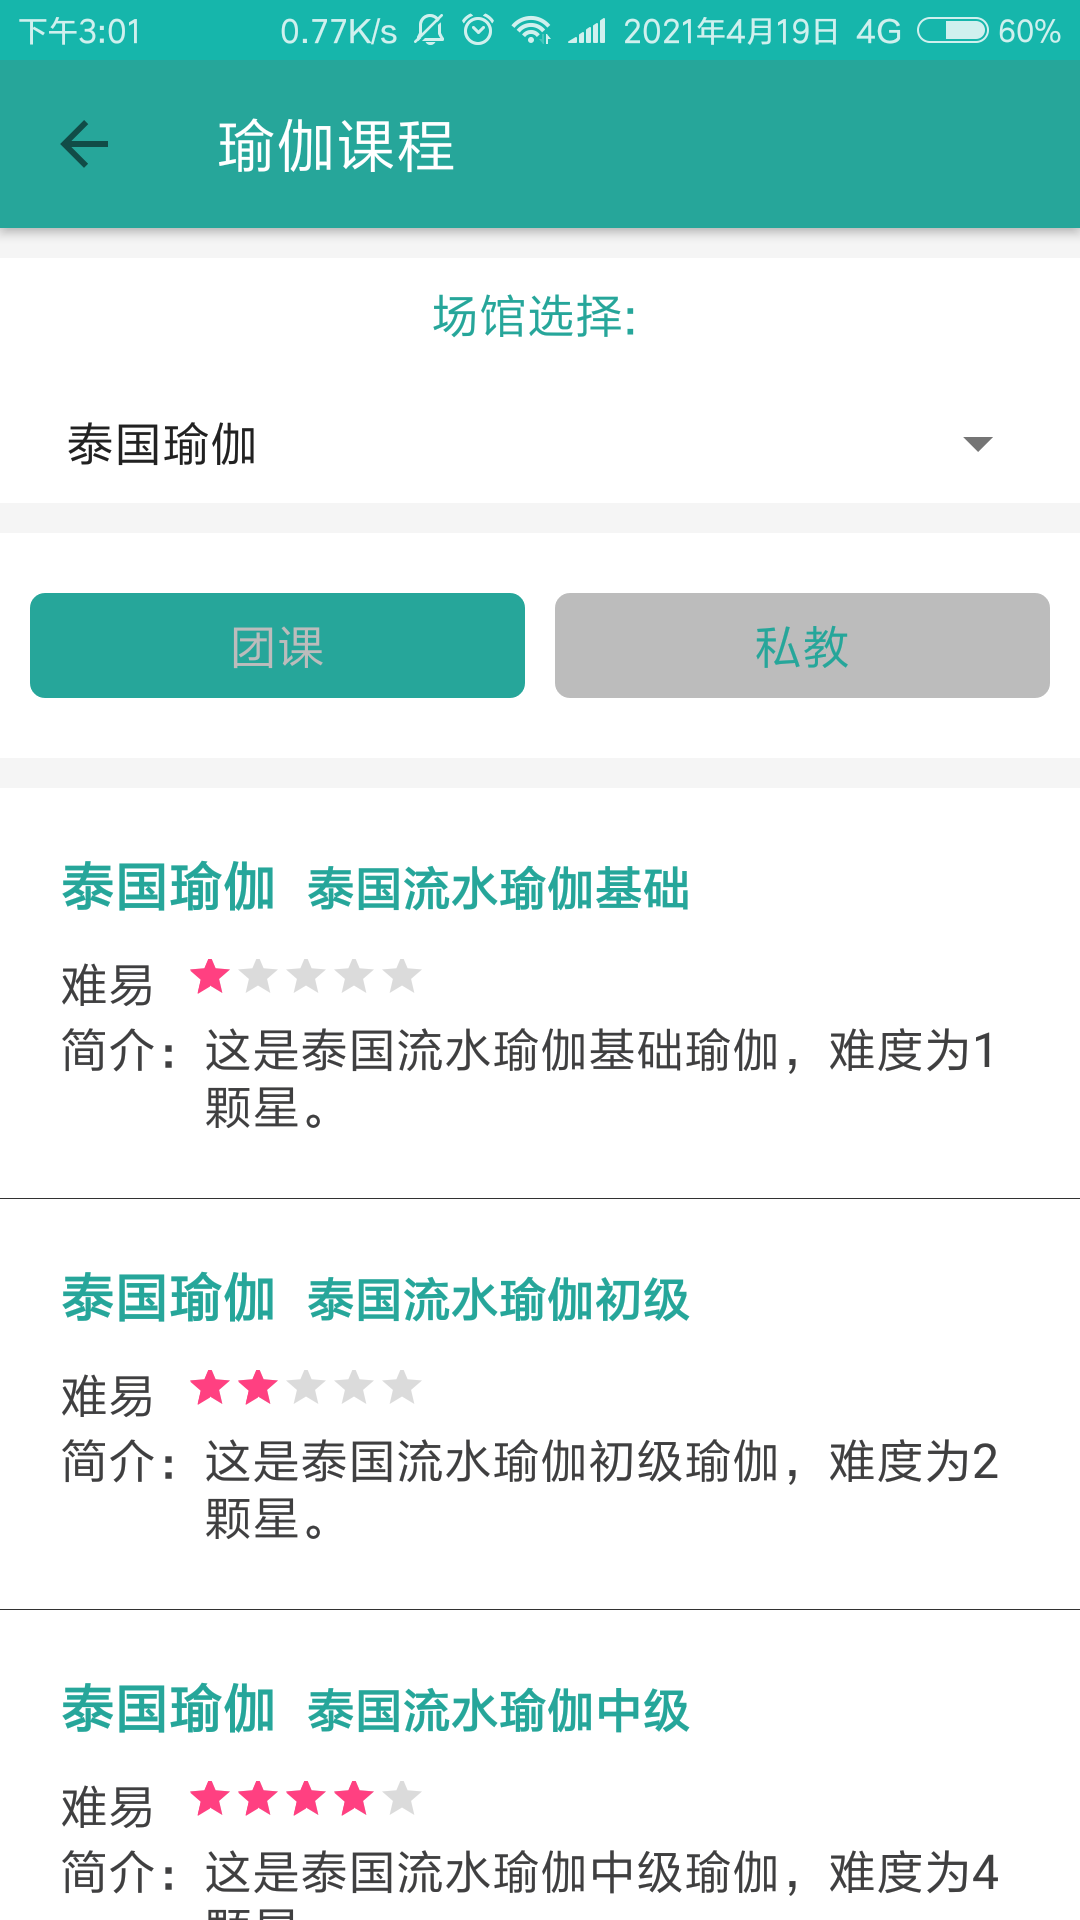 下午3:01 0.77K/s 2021年4月19日 4G 60%
瑜伽课程
场馆选择:
泰国瑜伽
团课 私教
泰国瑜伽 泰国流水瑜伽基础
难易
简介：这是泰国流水瑜伽基础瑜伽，难度为1
颗星。
泰国瑜伽 泰国流水瑜伽初级
难易
简介：这是泰国流水瑜伽初级瑜伽，难度为2
颗星。
泰国瑜伽 泰国流水瑜伽中级
难易
简介：这是泰国流水瑜伽中级瑜伽，难度为4